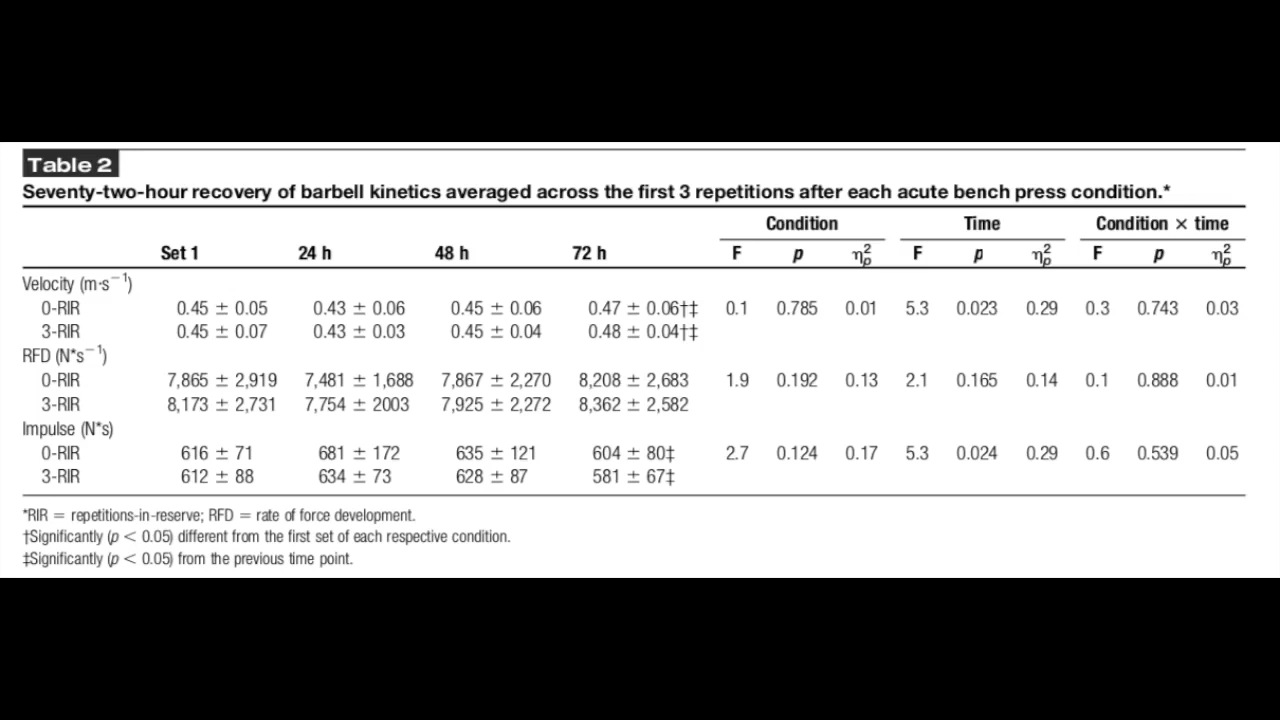 Table 2
Seventy-two-hour recovery of barbell kinetics averaged across the first 3 repetitions after each acute bench press condition.*
Condition Time Condition × time
Set 1 24 h 48 h 72 h F p η²p F p η²p F p η²p
Velocity (m·s⁻¹)
0-RIR 0.45 ± 0.05 0.43 ± 0.06 0.45 ± 0.06 0.47 ± 0.06†‡ 0.1 0.785 0.01 5.3 0.023 0.29 0.3 0.743 0.03
3-RIR 0.45 ± 0.07 0.43 ± 0.03 0.45 ± 0.04 0.48 ± 0.04†‡
RFD (N*s⁻¹)
0-RIR 7,865 ± 2,919 7,481 ± 1,688 7,867 ± 2,270 8,208 ± 2,683 1.9 0.192 0.13 2.1 0.165 0.14 0.1 0.888 0.01
3-RIR 8,173 ± 2,731 7,754 ± 2003 7,925 ± 2,272 8,362 ± 2,582
Impulse (N*s)
0-RIR 616 ± 71 681 ± 172 635 ± 121 604 ± 80‡ 2.7 0.124 0.17 5.3 0.024 0.29 0.6 0.539 0.05
3-RIR 612 ± 88 634 ± 73 628 ± 87 581 ± 67‡
*RIR = repetitions-in-reserve; RFD = rate of force development.
†Significantly (p < 0.05) different from the first set of each respective condition.
‡Significantly (p < 0.05) from the previous time point.